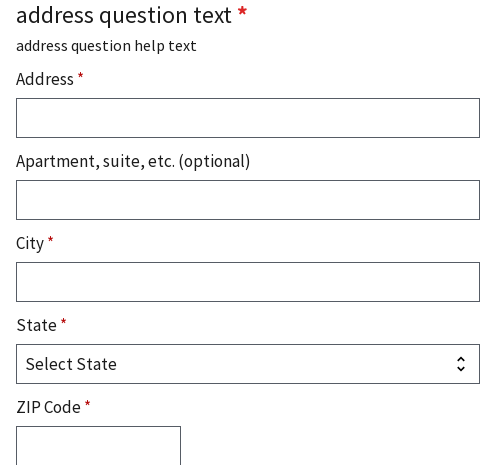 address question text *
address question help text
Address *
Apartment, suite, etc. (optional)
City *
State *
Select State
ZIP Code *